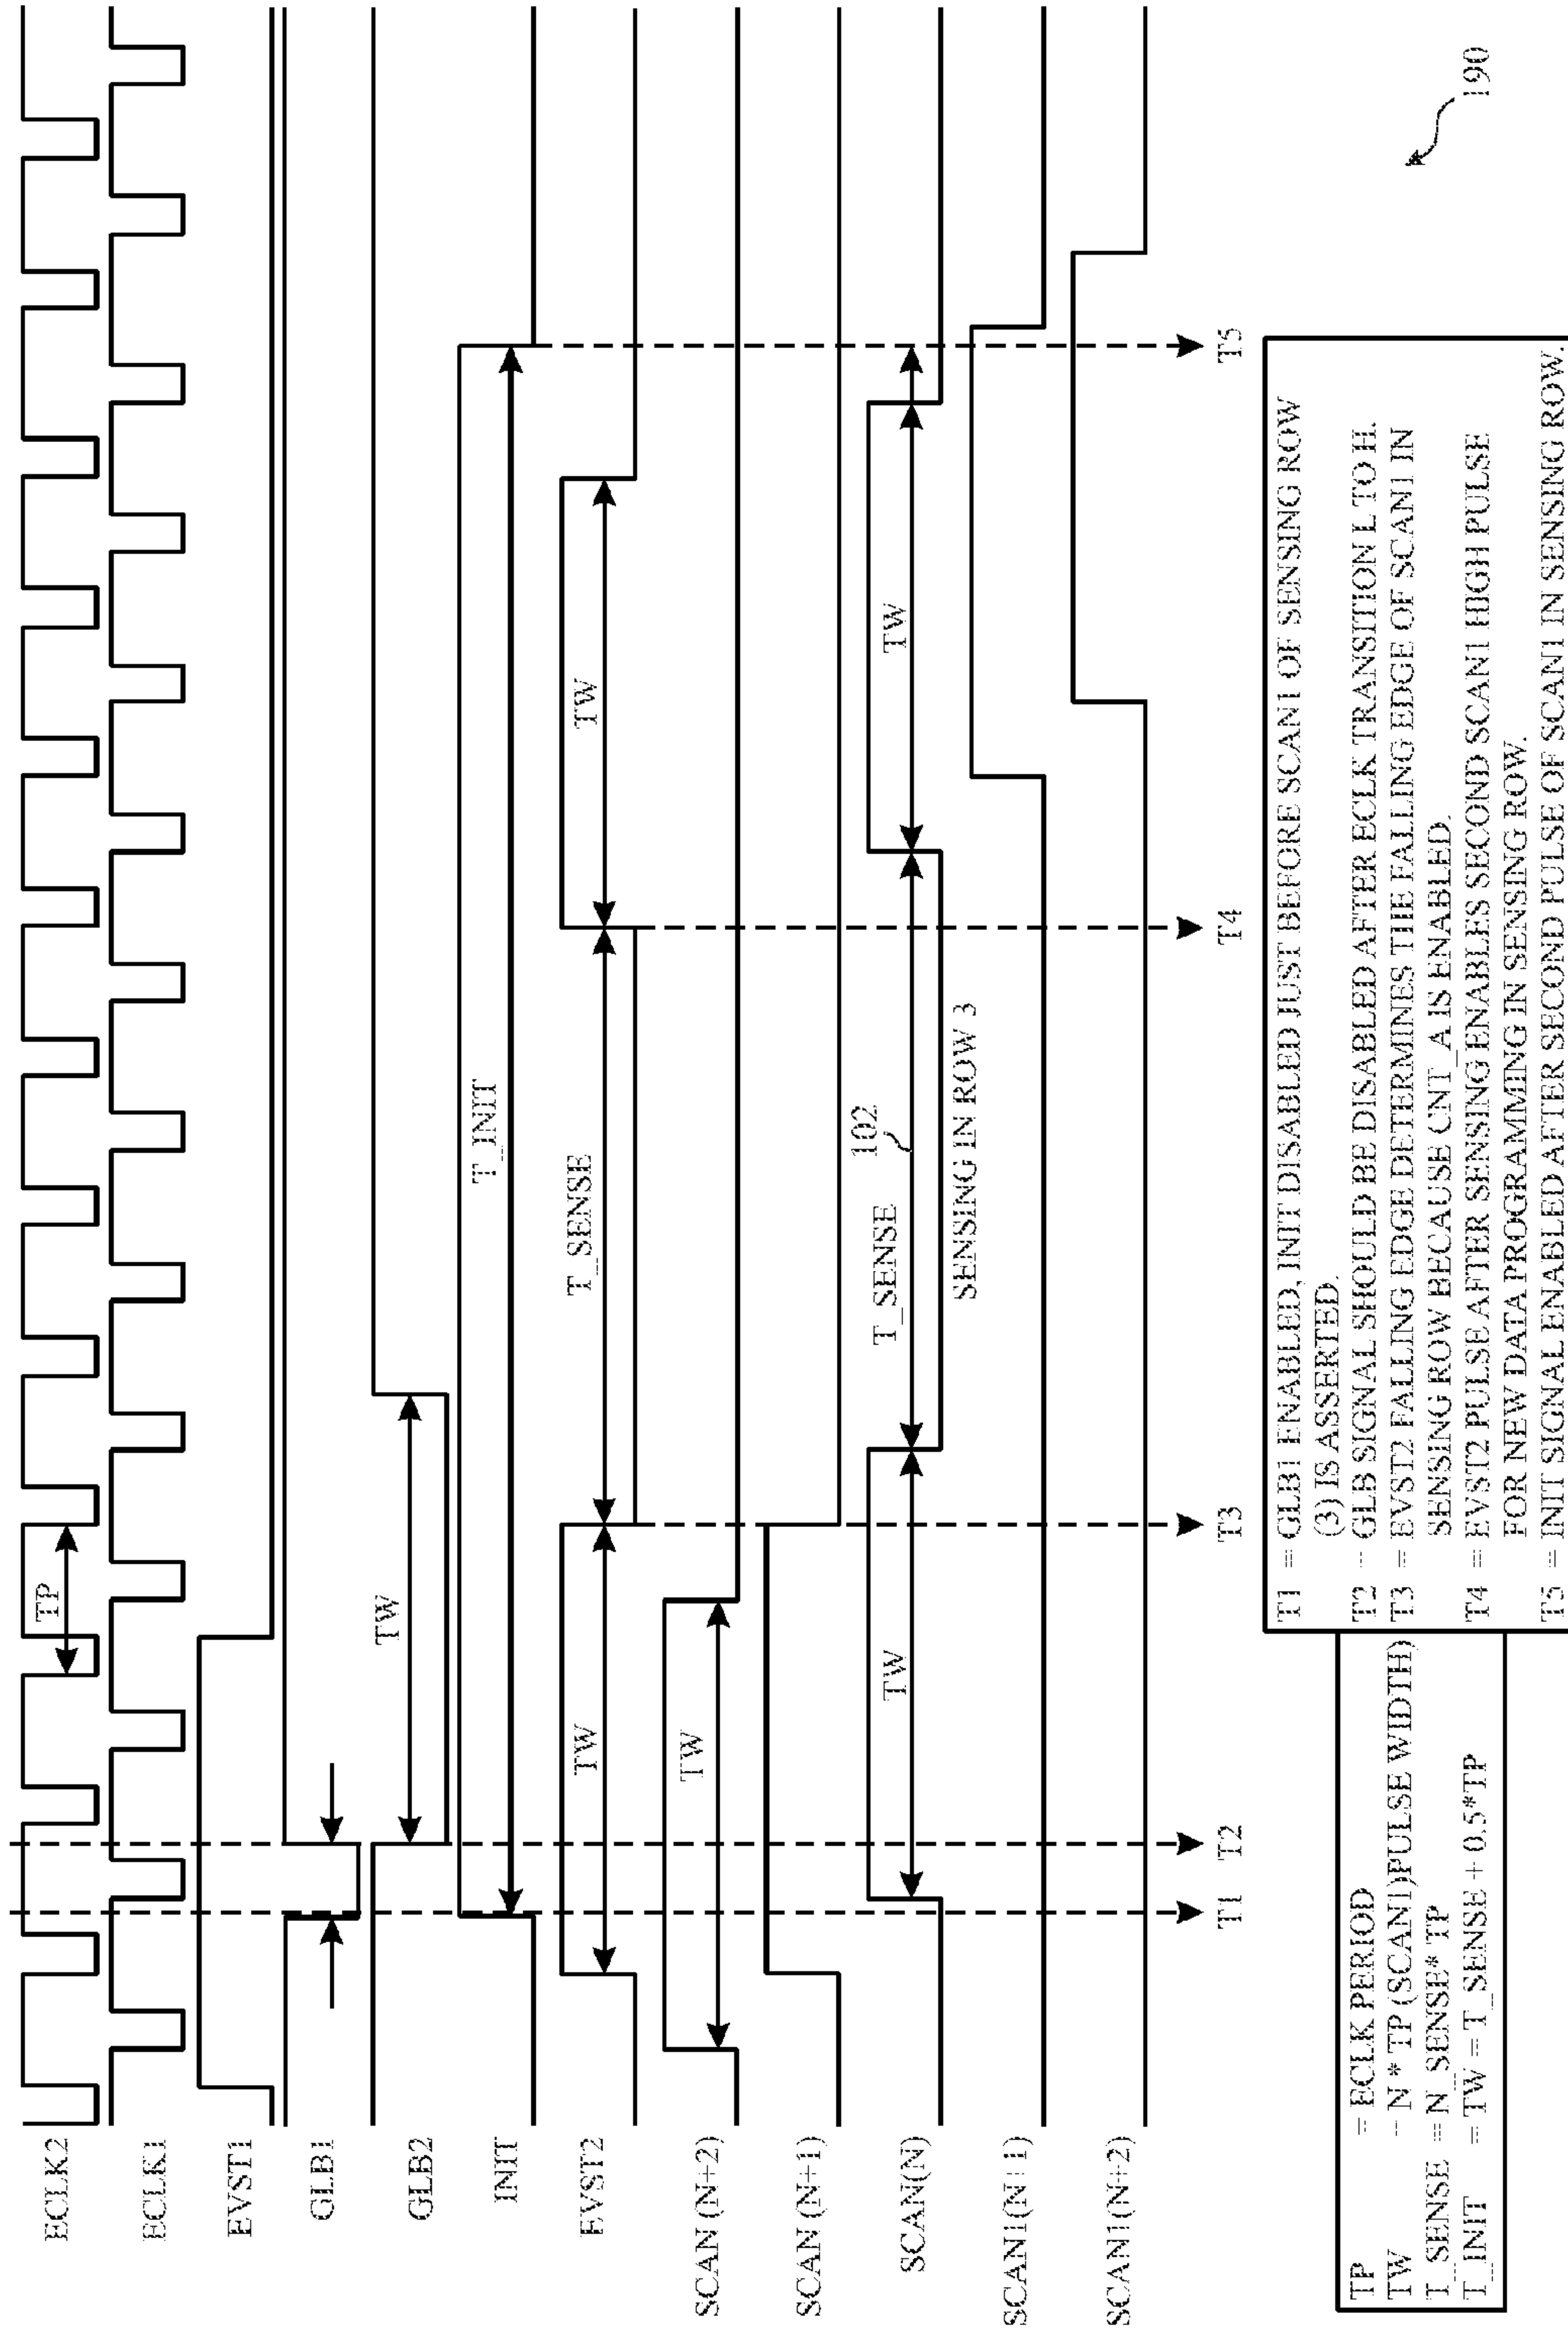 ECLK2
TP
ECLK1
EVST1
GLB1
GLB2
TW
INIT
T_INIT
EVST2
TW
T_SENSE
TW
SCAN (N+2)
TW
SCAN (N+1)
SCAN(N)
TW
T_SENSE
102
TW
SENSING IN ROW 3
SCAN1(N+1)
SCAN1(N+2)
T1
T2
T3
T4
T5
190
TP = ECLK PERIOD
TW = N * TP (SCAN1)PULSE WIDTH)
T_SENSE = N_SENSE* TP
T_INIT = TW = T_SENSE + 0.5*TP
T1 = GLB1 ENABLED, INIT DISABLED JUST BEFORE SCAN1 OF SENSING ROW
(3) IS ASSERTED.
T2 = GLB SIGNAL SHOULD BE DISABLED AFTER ECLK TRANSITION L TO H.
T3 = EVST2 FALLING EDGE DETERMINES THE FALLING EDGE OF SCAN1 IN
SENSING ROW BECAUSE CNT_A IS ENABLED.
T4 = EVST2 PULSE AFTER SENSING ENABLES SECOND SCAN1 HIGH PULSE
FOR NEW DATA PROGRAMMING IN SENSING ROW.
T5 = INIT SIGNAL ENABLED AFTER SECOND PULSE OF SCAN1 IN SENSING ROW.